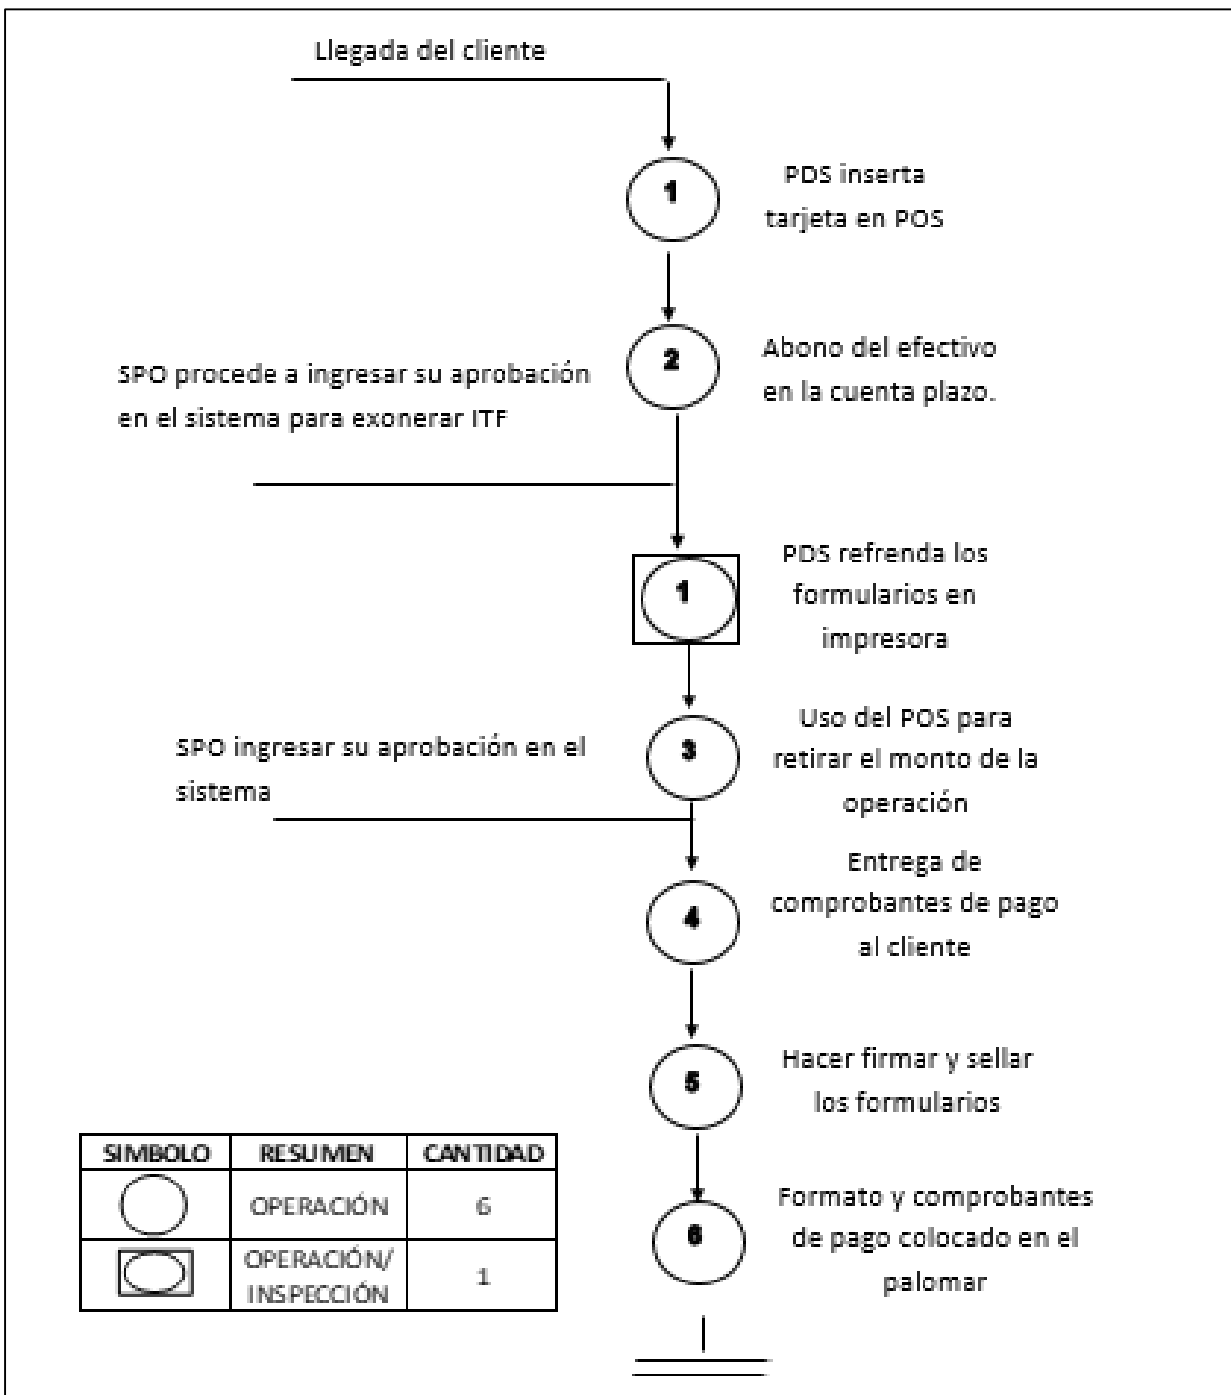 Llegada del cliente
1
PDS inserta
tarjeta en POS
2
Abono del efectivo
en la cuenta plazo.
SPO procede a ingresar su aprobación
en el sistema para exonerar ITF
1
PDS refrenda los
formularios en
impresora
3
Uso del POS para
retirar el monto de la
operación
SPO ingresar su aprobación en el
sistema
4
Entrega de
comprobantes de pago
al cliente
5
Hacer firmar y sellar
los formularios
6
Formato y comprobantes
de pago colocado en el
palomar
SIMBOLO RESUMEN CANTIDAD
OPERACIÓN 6
OPERACIÓN/
INSPECCIÓN 1